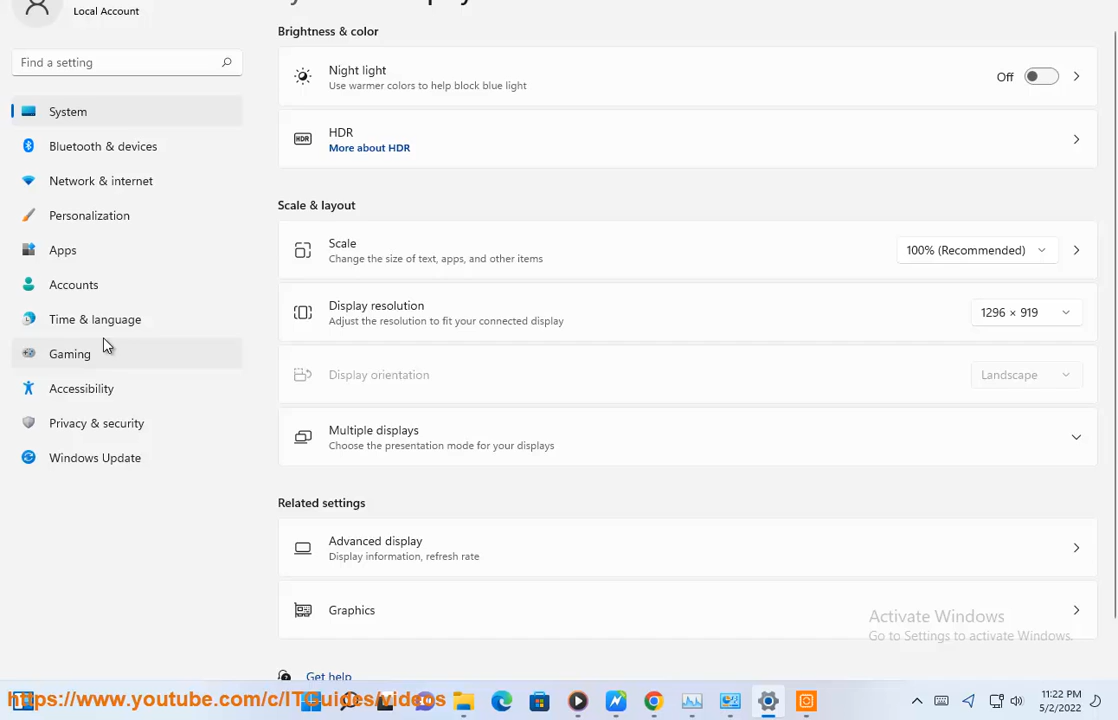 Local Account
Find a setting
System
Bluetooth & devices
Network & internet
Personalization
Apps
Accounts
Time & language
Gaming
Accessibility
Privacy & security
Windows Update
Brightness & color
Night light
Use warmer colors to help block blue light
Off
HDR
HDR
More about HDR
Scale & layout
Scale
Change the size of text, apps, and other items
100% (Recommended)
Display resolution
Adjust the resolution to fit your connected display
1296 × 919
Display orientation
Landscape
Multiple displays
Choose the presentation mode for your displays
Related settings
Advanced display
Display information, refresh rate
Graphics
Activate Windows
Go to Settings to activate Windows.
Get help
https://www.youtube.com/c/ITGuides/videos
11:22 PM
5/2/2022